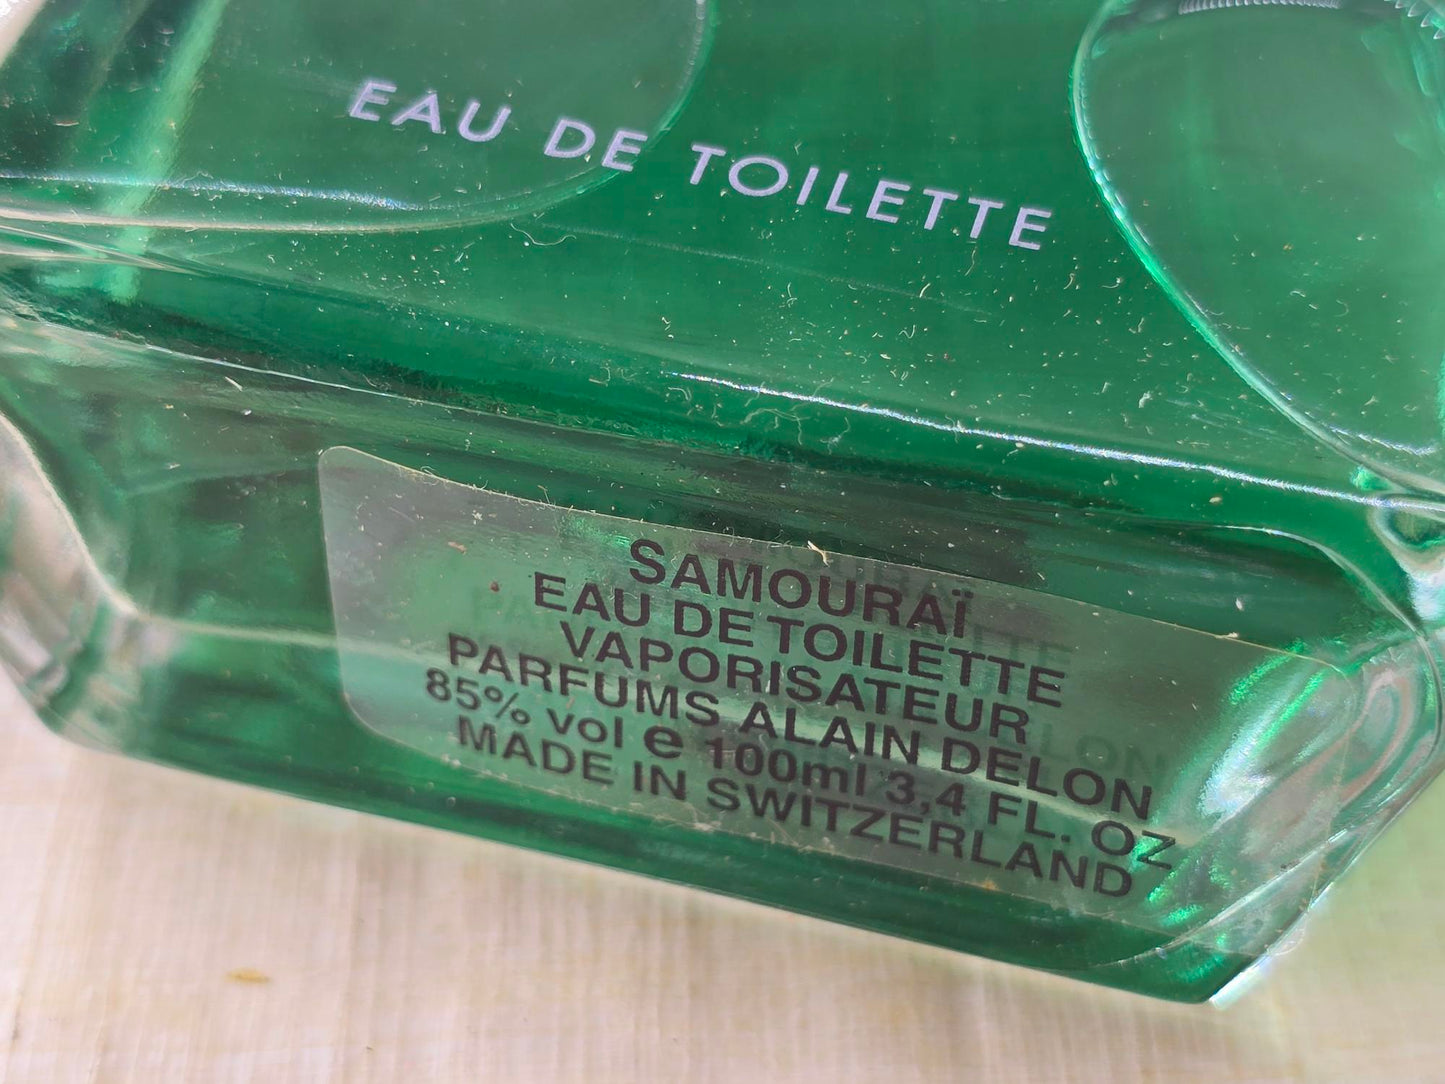 EAU DE TOILETTE
SAMOURAÏ
EAU DE TOILETTE
VAPORISATEUR
PARFUMS ALAIN DELON
85% vol e 100ml 3,4 FL. OZ
MADE IN SWITZERLAND